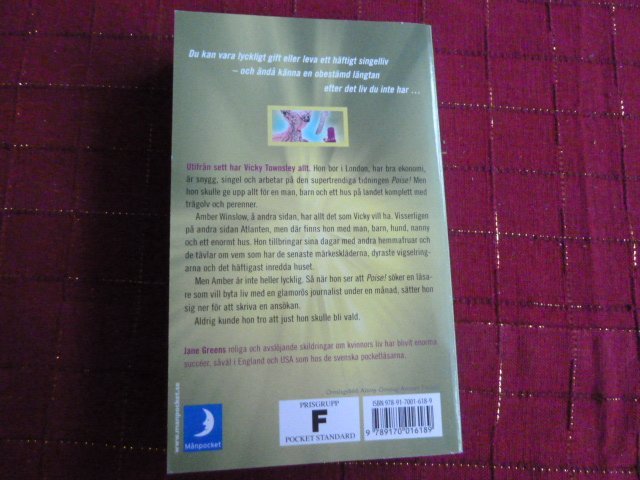 Du kan vara lyckligt gift eller leva ett häftigt singelliv
– och ändå känna en obestämd längtan
efter det liv du inte har ...
Utifrån sett har Vicky Townsley allt. Hon bor i London, har bra ekonomi,
är snygg, singel och arbetar på den supertrendiga tidningen Poise! Men
hon skulle ge upp allt för en man, barn och ett hus på landet komplett med
trägolv och perenner.
Amber Winslow, å andra sidan, har allt det som Vicky vill ha. Visserligen
på andra sidan Atlanten, men där finns hon med man, barn, hund, nanny
och ett enormt hus. Hon tillbringar sina dagar med andra hemmafruar och
de tävlar om vem som har de senaste märkeskläderna, dyraste vigselring-
arna och det häftigast inredda huset.
Men Amber är inte heller lycklig. Så när hon ser att Poise! söker en läsa-
re som vill byta liv med en glamorös journalist under en månad, sätter hon
sig ner för att skriva en ansökan.
Aldrig kunde hon tro att just hon skulle bli vald.
Jane Greens roliga och avslöjande skildringar om kvinnors liv har blivit enorma
succéer, såväl i England och USA som hos de svenska pocketläsarna.
www.manpocket.se
Månpocket
PRISGRUPP
F
POCKET STANDARD
ISBN 978-91-7001-618-9
9 789170 016189